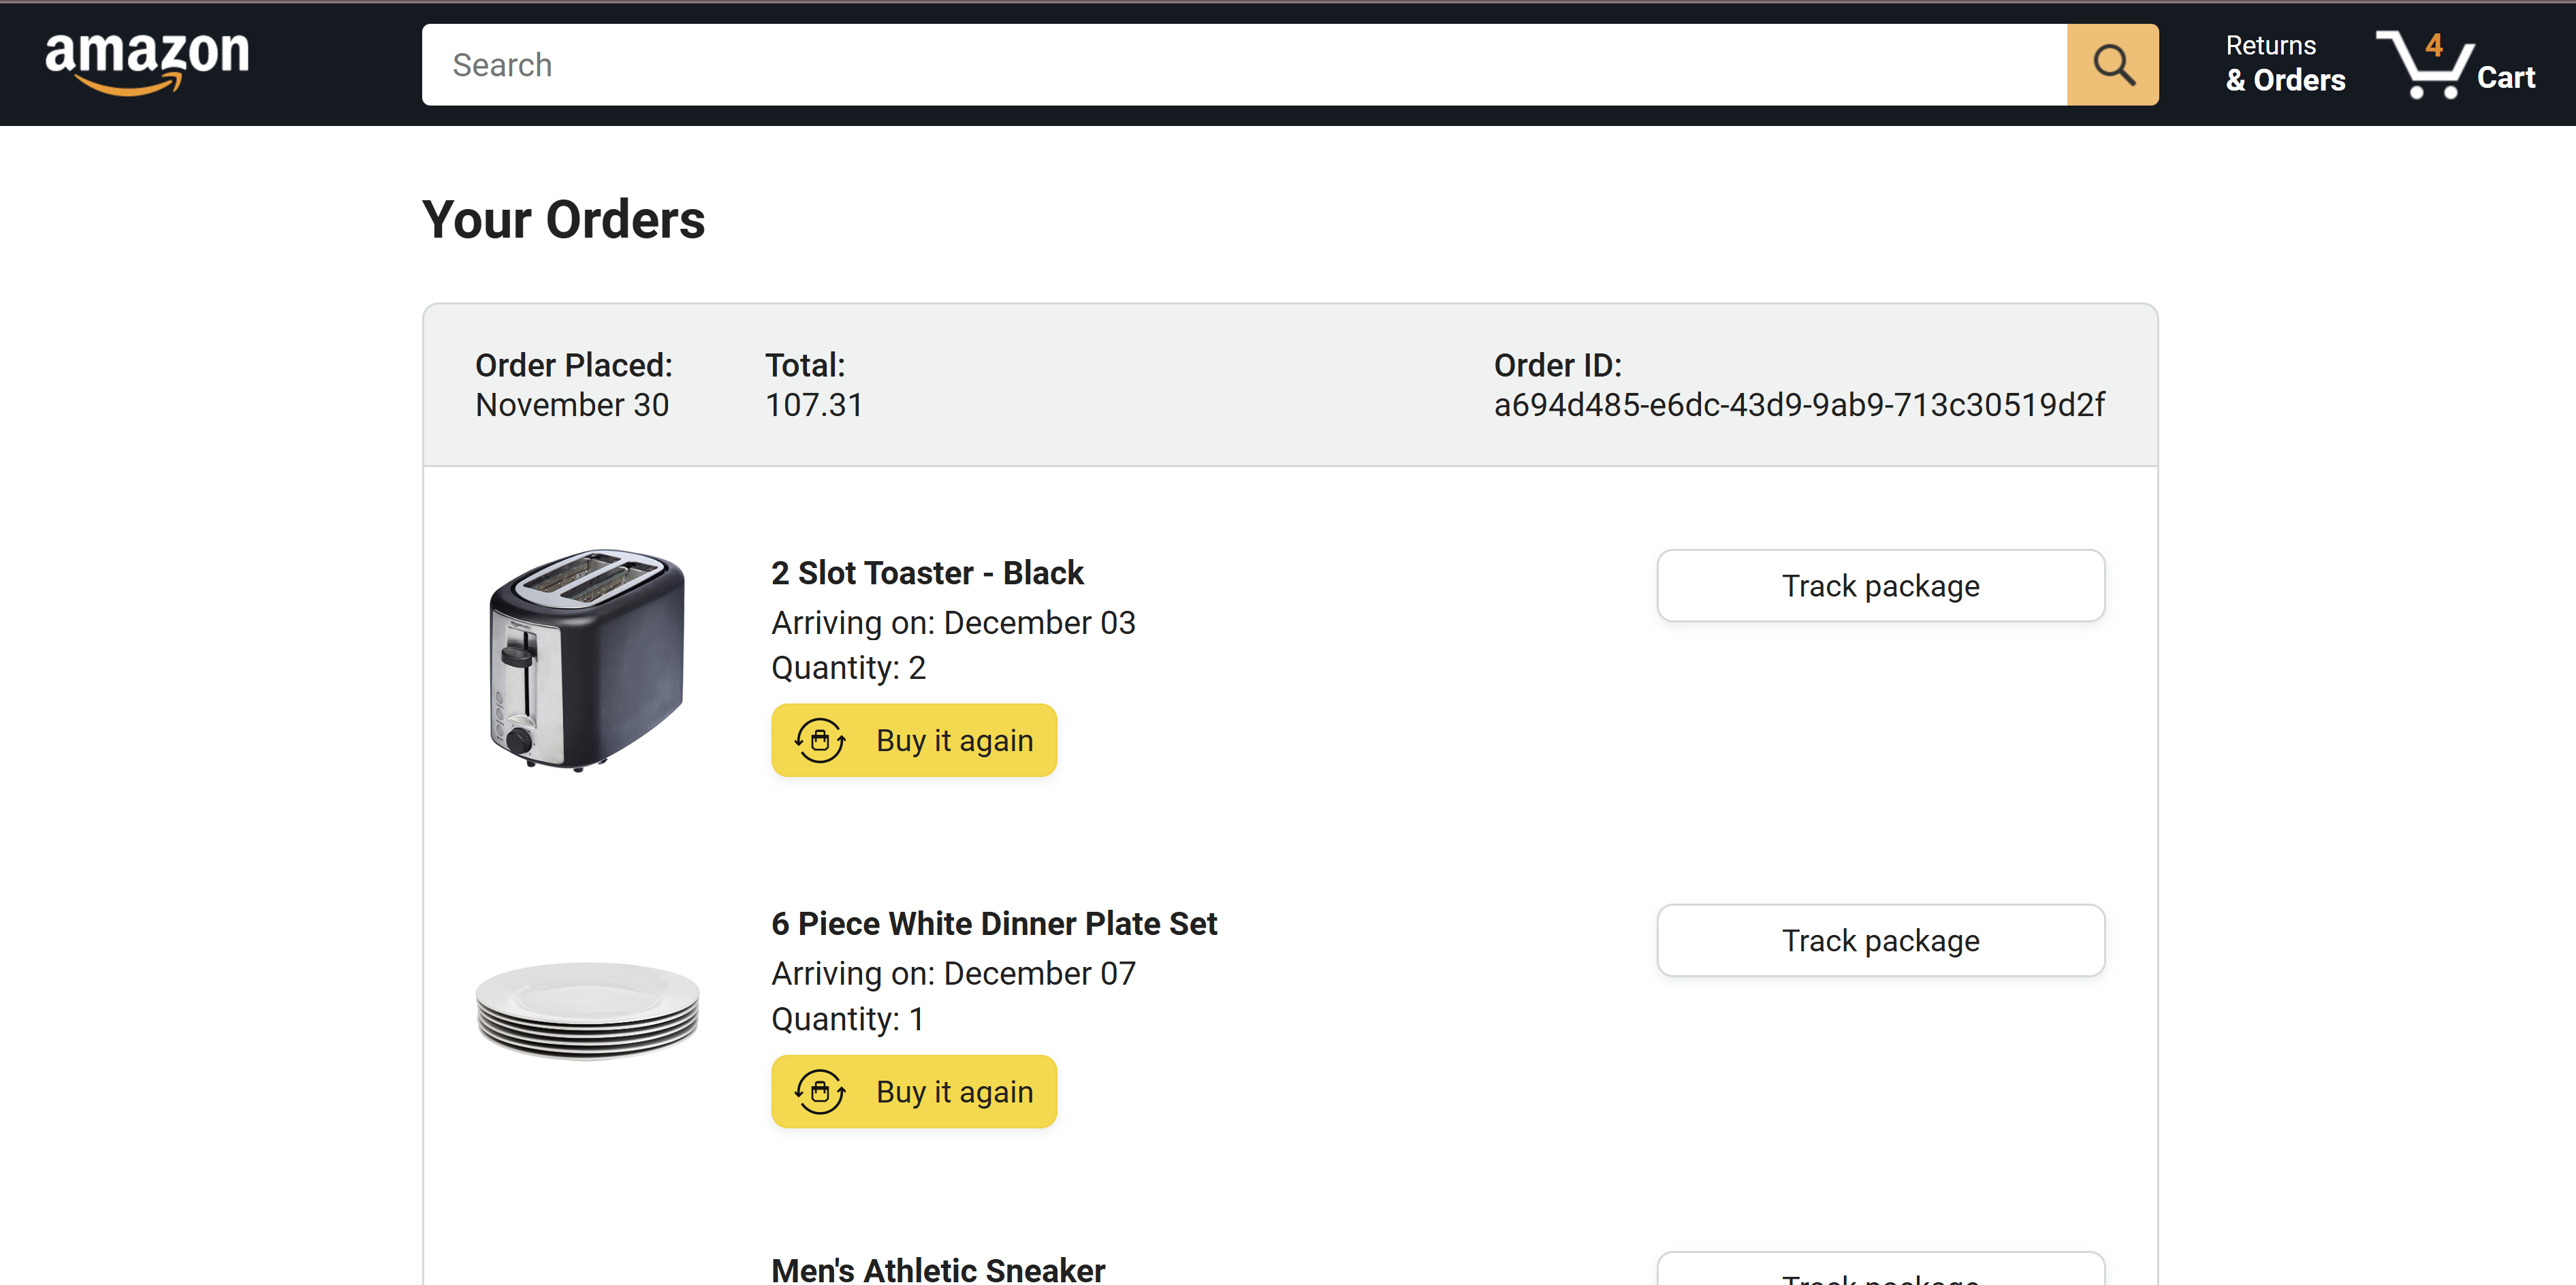 amazon
Search
Returns
& Orders
4
Cart
Your Orders
Order Placed:
November 30
Total:
107.31
Order ID:
a694d485-e6dc-43d9-9ab9-713c30519d2f
2 Slot Toaster - Black
Arriving on: December 03
Quantity: 2
Buy it again
Track package
6 Piece White Dinner Plate Set
Arriving on: December 07
Quantity: 1
Buy it again
Track package
Men's Athletic Sneaker
Track package